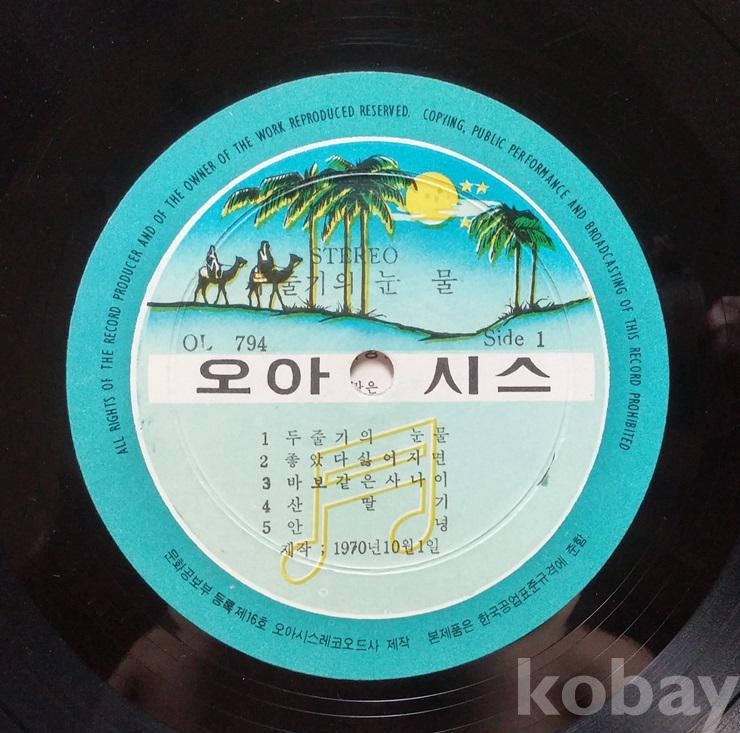 ALL RIGHTS OF THE RECORD PRODUCER AND OF THE OWNER OF THE WORK REPRODUCED RESERVED. COPYING, PUBLIC PERFORMANCE AND BROADCASTING OF THIS RECORD PROHIBITED
STEREO
줄기의 눈 물
OL 794
Side 1
오아시스
1 두 줄 기 의 눈 물
2 좋 았 다 싫 어 지 면
3 바 보 같 은 사 나 이
4 산 딸 기
5 안 녕
제작 ; 1970년10월1일
문화공보부 등록 제16호 오아시스레코오드사 제작 본제품은 한국공업표준규격에 준함.
kobay